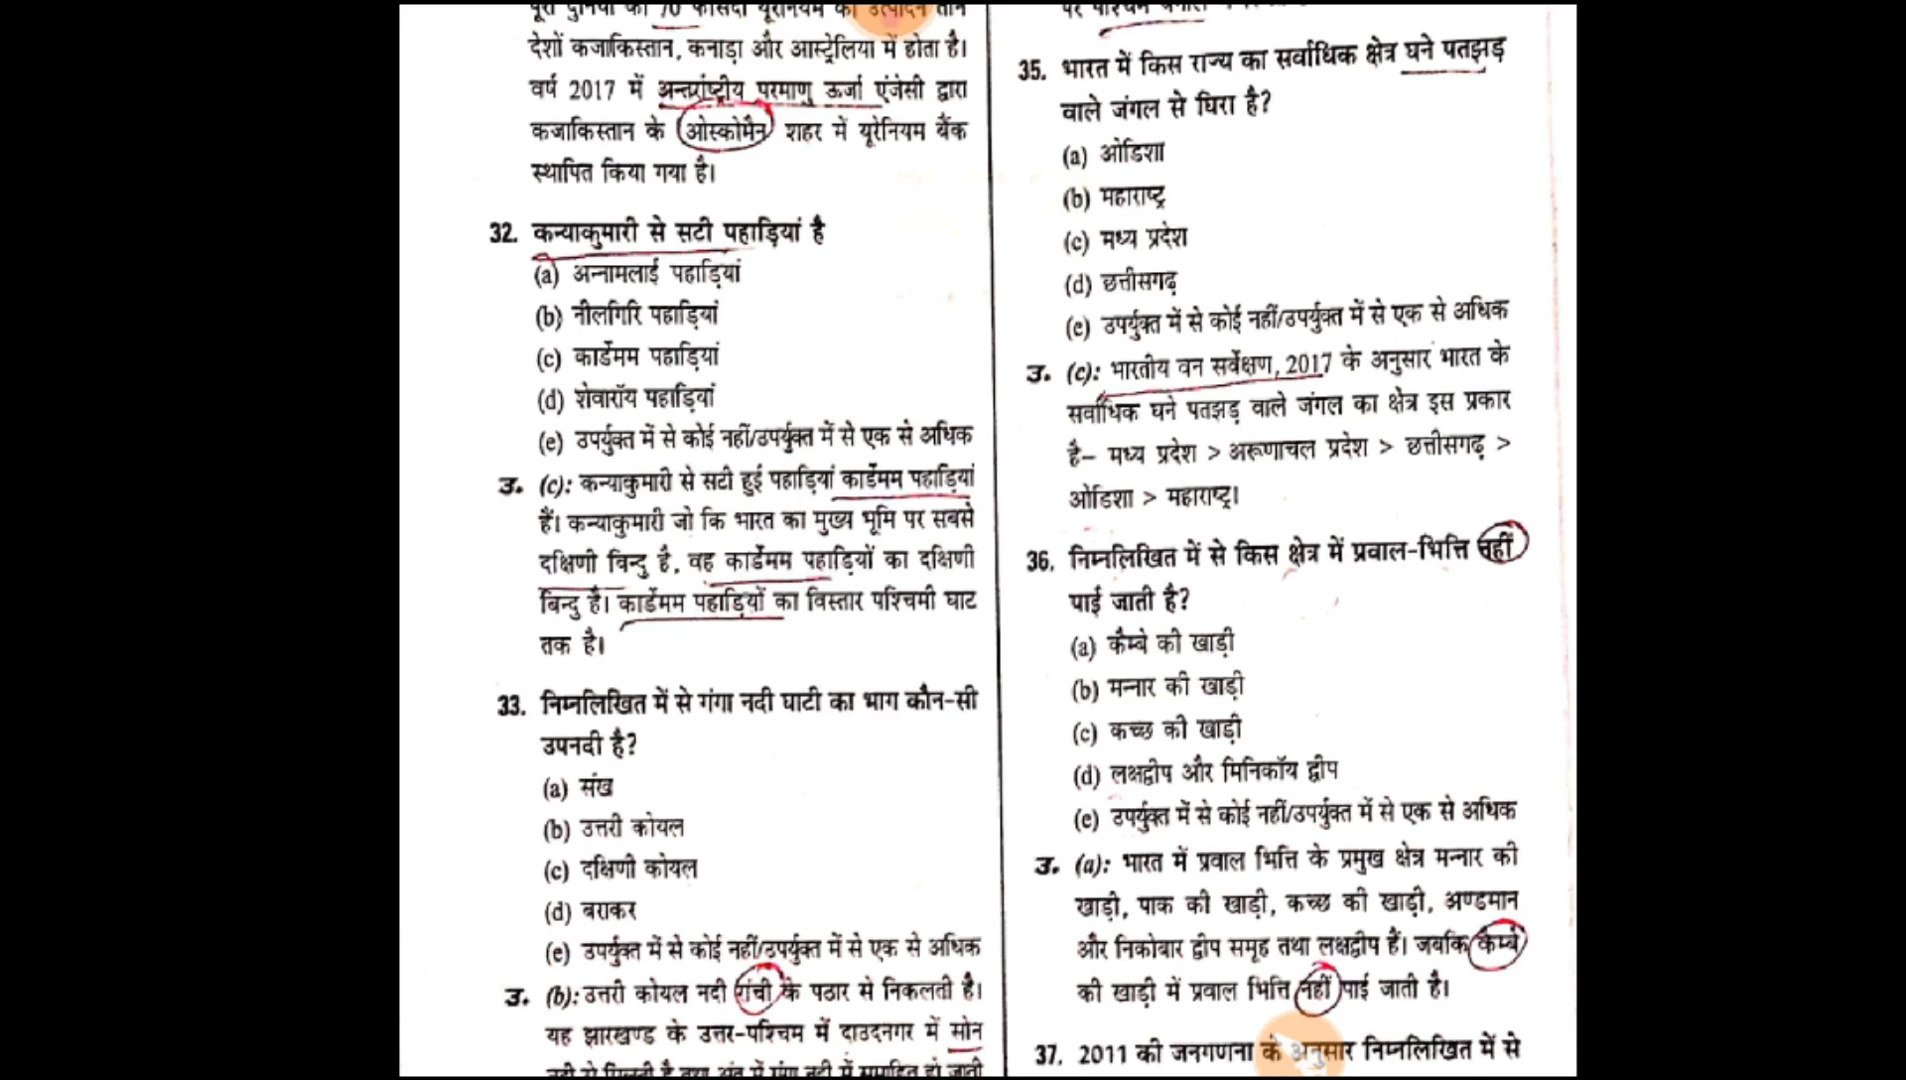 देशों कजाकिस्तान, कनाड़ा और आस्ट्रेलिया में होता है।
वर्ष 2017 में अन्तर्राष्ट्रीय परमाणु ऊर्जा एंजेसी द्वारा
कजाकिस्तान के ओस्कोमैन शहर में यूरेनियम बैंक
स्थापित किया गया है।
32. कन्याकुमारी से सटी पहाड़ियां है
(a) अन्नामलाई पहाड़ियां
(b) नीलगिरि पहाड़ियां
(c) कार्डेमम पहाड़ियां
(d) शेवारॉय पहाड़ियां
(e) उपर्युक्त में से कोई नहीं/उपर्युक्त में से एक से अधिक
उ. (c): कन्याकुमारी से सटी हुई पहाड़ियां कार्डेमम पहाड़ियां
हैं। कन्याकुमारी जो कि भारत का मुख्य भूमि पर सबसे
दक्षिणी विन्दु है, वह कार्डेमम पहाड़ियों का दक्षिणी
बिन्दु है। कार्डेमम पहाड़ियों का विस्तार पश्चिमी घाट
तक है।
33. निम्नलिखित में से गंगा नदी घाटी का भाग कौन-सी
उपनदी है?
(a) संख
(b) उत्तरी कोयल
(c) दक्षिणी कोयल
(d) बराकर
(e) उपर्युक्त में से कोई नहीं/उपर्युक्त में से एक से अधिक
उ. (b): उत्तरी कोयल नदी रांची के पठार से निकलती है।
यह झारखण्ड के उत्तर-पश्चिम में दाउदनगर में सोन
35. भारत में किस राज्य का सर्वाधिक क्षेत्र घने पतझड़
वाले जंगल से घिरा है?
(a) ओडिशा
(b) महाराष्ट्र
(c) मध्य प्रदेश
(d) छत्तीसगढ़
(e) उपर्युक्त में से कोई नहीं/उपर्युक्त में से एक से अधिक
उ. (c): भारतीय वन सर्वेक्षण, 2017 के अनुसार भारत के
सर्वाधिक घने पतझड़ वाले जंगल का क्षेत्र इस प्रकार
है– मध्य प्रदेश > अरूणाचल प्रदेश > छत्तीसगढ़ >
ओडिशा > महाराष्ट्र।
36. निम्नलिखित में से किस क्षेत्र में प्रवाल-भित्ति नहीं
पाई जाती है?
(a) कैम्बे की खाड़ी
(b) मन्नार की खाड़ी
(c) कच्छ की खाड़ी
(d) लक्षद्वीप और मिनिकॉय द्वीप
(e) उपर्युक्त में से कोई नहीं/उपर्युक्त में से एक से अधिक
उ. (a): भारत में प्रवाल भित्ति के प्रमुख क्षेत्र मन्नार की
खाड़ी, पाक की खाड़ी, कच्छ की खाड़ी, अण्डमान
और निकोबार द्वीप समूह तथा लक्षद्वीप हैं। जबकि कैम्बे
की खाड़ी में प्रवाल भित्ति नहीं पाई जाती है।
37. 2011 की जनगणना के अनुसार निम्नलिखित में से